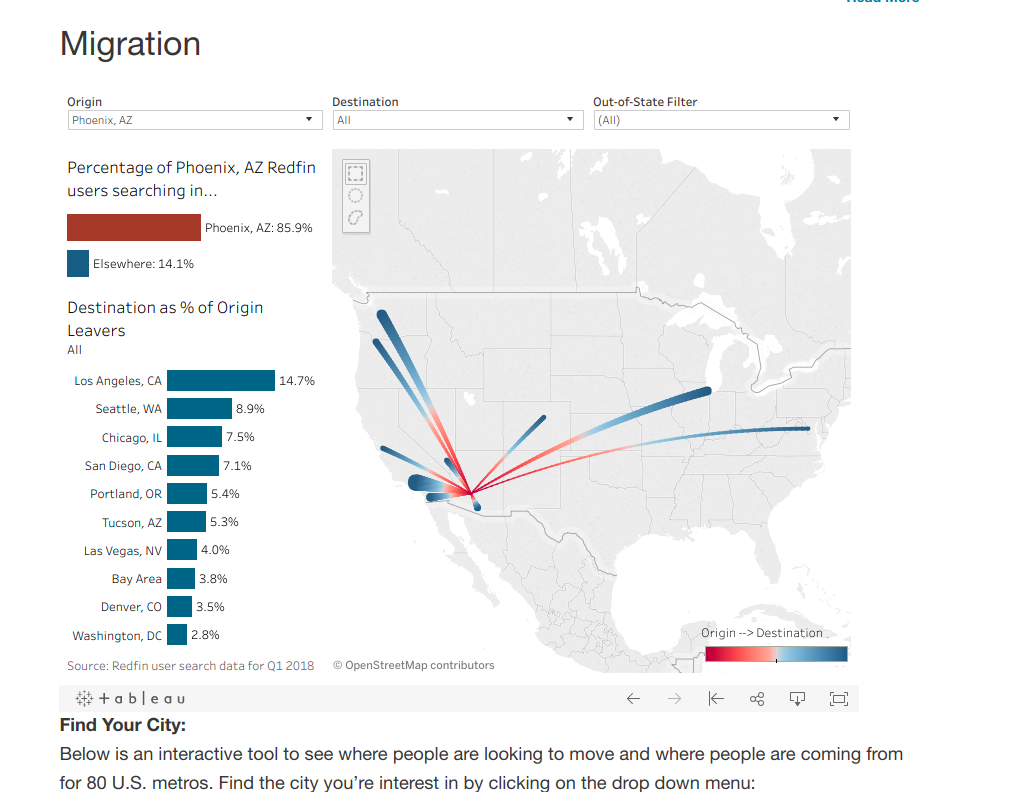 Read More
Migration
Origin
Destination
Out-of-State Filter
Phoenix, AZ
All
(All)
Percentage of Phoenix, AZ Redfin
users searching in...
Phoenix, AZ: 85.9%
Elsewhere: 14.1%
Destination as % of Origin
Leavers
All
Los Angeles, CA 14.7%
Seattle, WA 8.9%
Chicago, IL 7.5%
San Diego, CA 7.1%
Portland, OR 5.4%
Tucson, AZ 5.3%
Las Vegas, NV 4.0%
Bay Area 3.8%
Denver, CO 3.5%
Washington, DC 2.8%
Origin --> Destination
Source: Redfin user search data for Q1 2018
© OpenStreetMap contributors
+ a b | e a u
Find Your City:
Below is an interactive tool to see where people are looking to move and where people are coming from
for 80 U.S. metros. Find the city you’re interest in by clicking on the drop down menu: